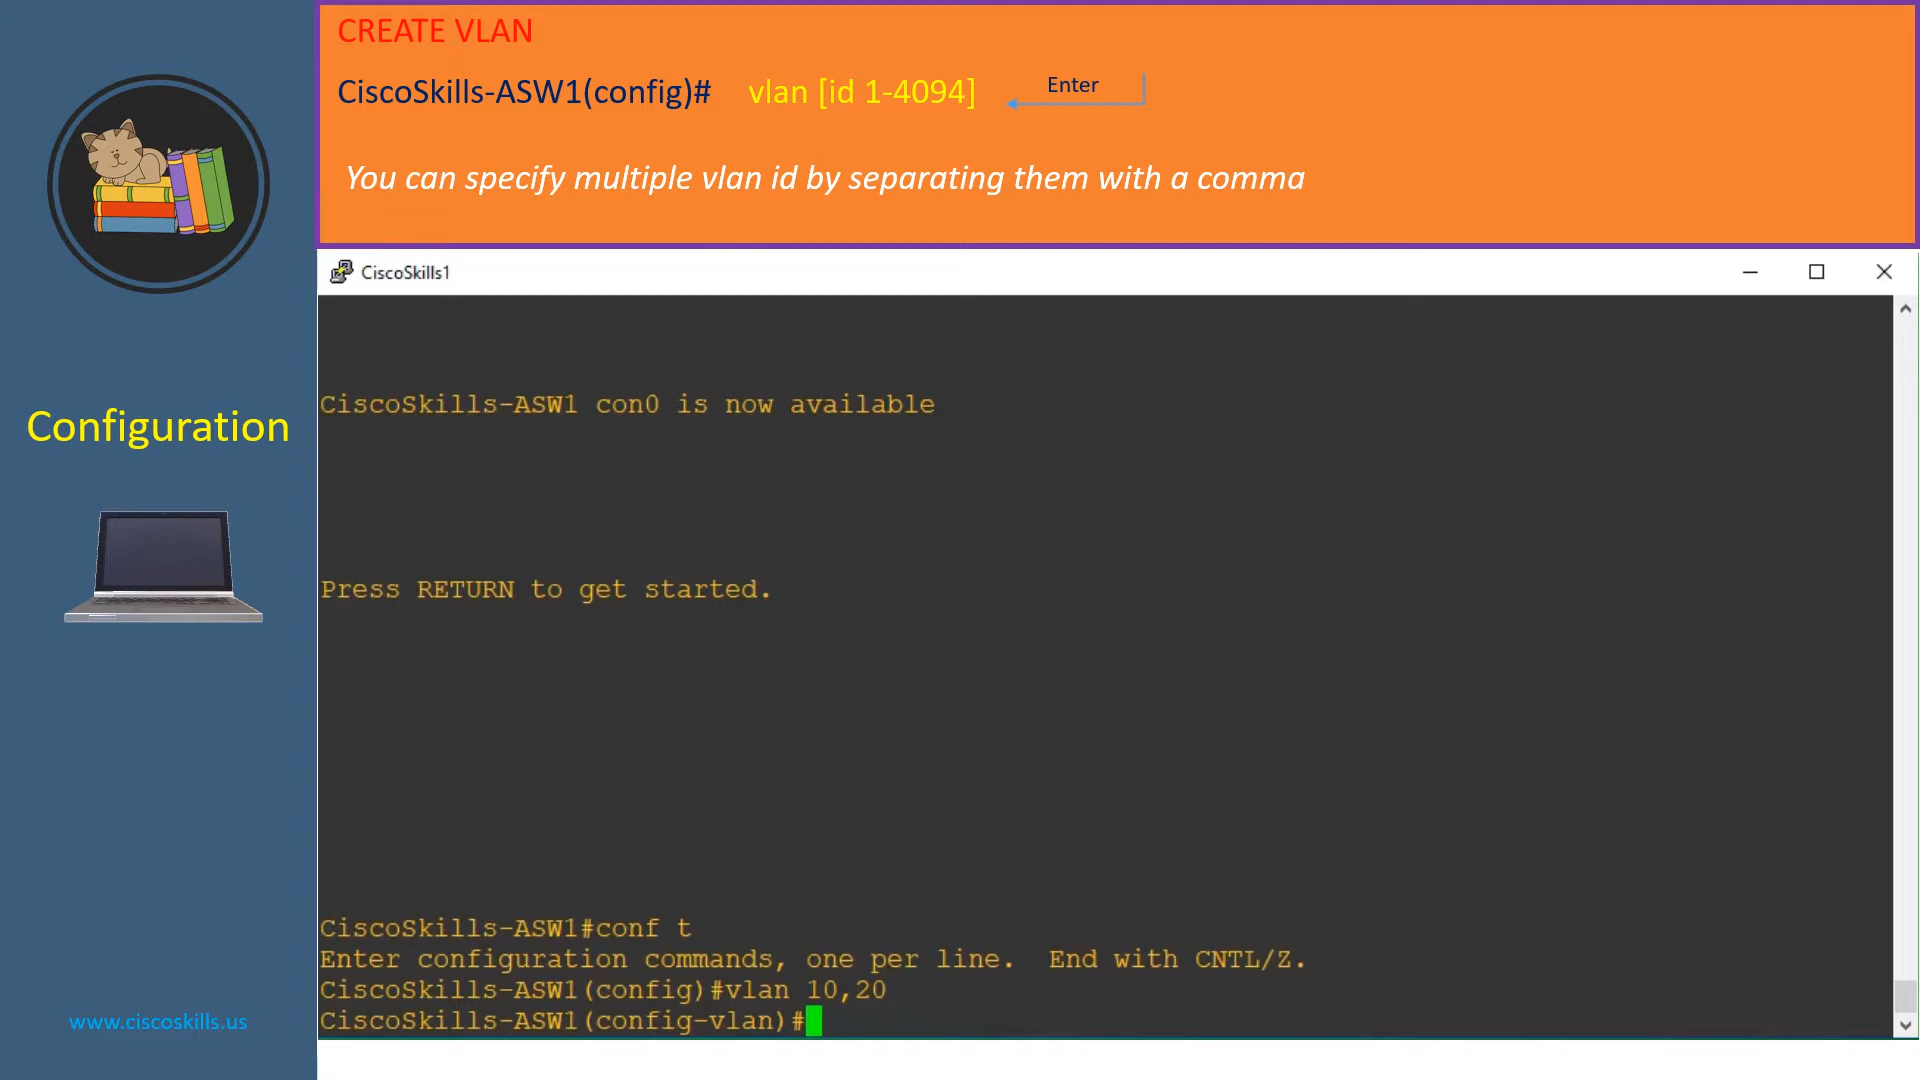 CREATE VLAN
CiscoSkills-ASW1(config)# vlan [id 1-4094] Enter
You can specify multiple vlan id by separating them with a comma
Configuration
www.ciscoskills.us
CiscoSkills1
CiscoSkills-ASW1 con0 is now available
Press RETURN to get started.
CiscoSkills-ASW1#conf t
Enter configuration commands, one per line.  End with CNTL/Z.
CiscoSkills-ASW1(config)#vlan 10,20
CiscoSkills-ASW1(config-vlan)#